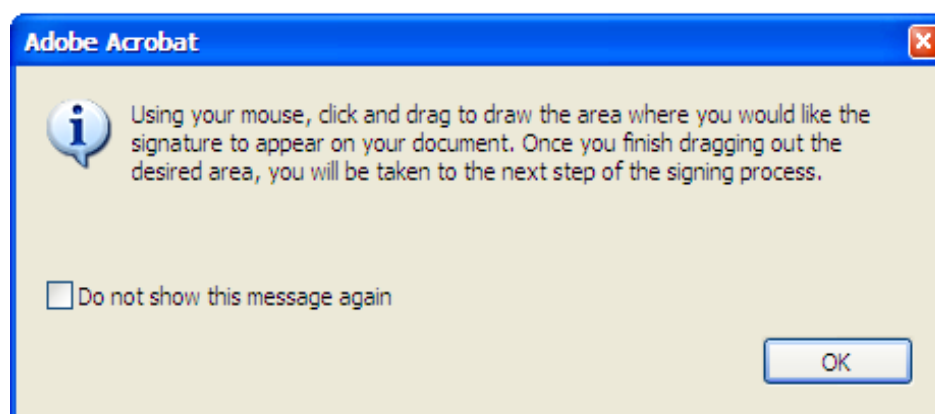 Adobe Acrobat
Using your mouse, click and drag to draw the area where you would like the
signature to appear on your document. Once you finish dragging out the
desired area, you will be taken to the next step of the signing process.
Do not show this message again
OK